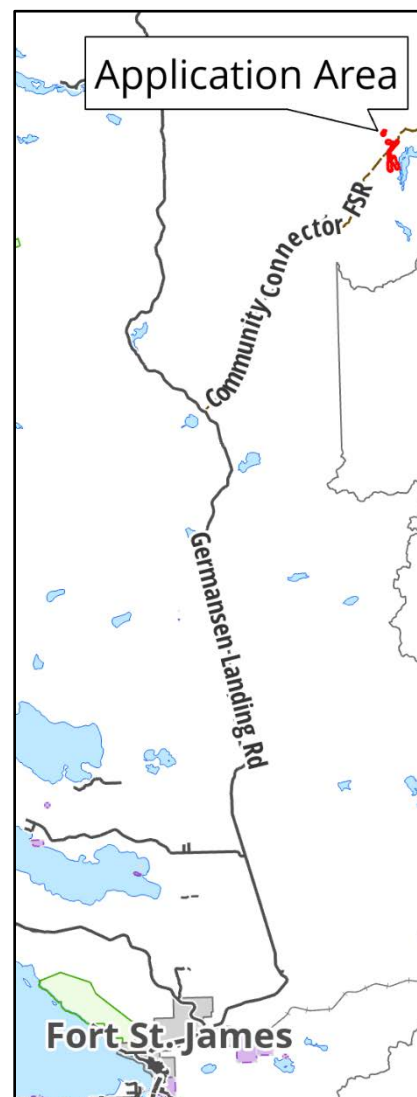 Application Area
Community Connector FSR
Germansen-Landing Rd
Fort St. James